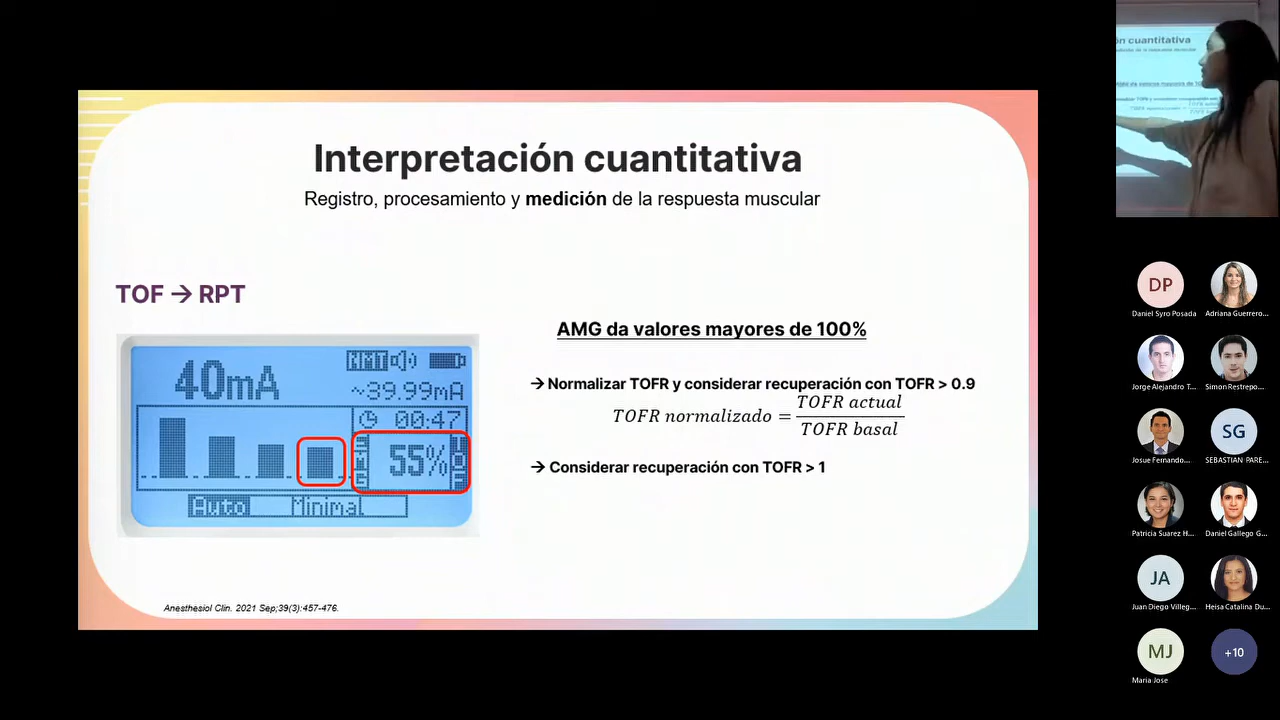 Interpretación cuantitativa
Registro, procesamiento y medición de la respuesta muscular
TOF → RPT
40mA
NMT
~39.99mA
00:47
55%
Auto Minimal
AMG da valores mayores de 100%
→ Normalizar TOFR y considerar recuperación con TOFR > 0.9
TOFR normalizado = TOFR actual / TOFR basal
→ Considerar recuperación con TOFR > 1
Anesthesiol Clin. 2021 Sep;39(3):457-476.
ón cuantitativa
DP
Daniel Syro Posada
Adriana Guerrero...
Jorge Alejandro T...
Simon Restrepo...
SG
Josue Fernando...
SEBASTIAN PARE...
Patricia Suarez H...
Daniel Gallego G...
JA
Juan Diego Villeg...
Heisa Catalina Du...
MJ
+10
Maria Jose